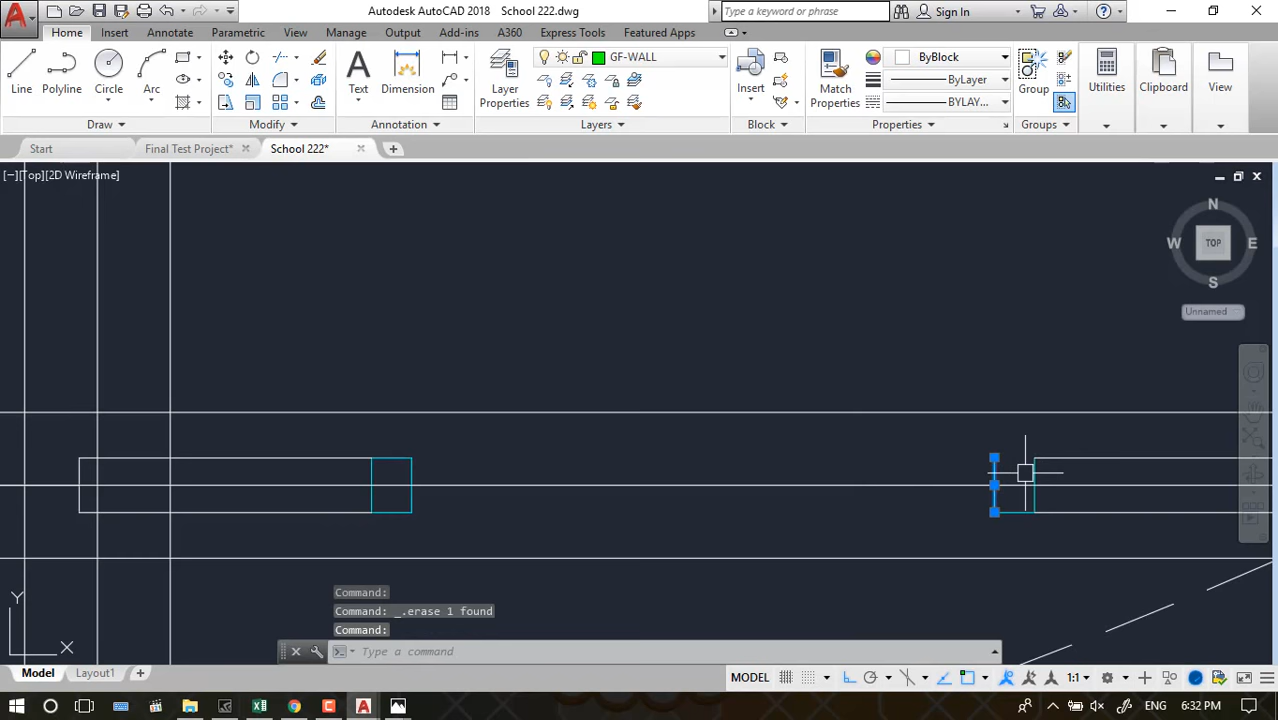 Autodesk AutoCAD 2018 School 222.dwg
Type a keyword or phrase
Sign In
Home Insert Annotate Parametric View Manage Output Add-ins A360 Express Tools Featured Apps
Line Polyline Circle Arc
Draw
Modify
Text Dimension
Annotation
Layer Properties
GF-WALL
Layers
Insert
Block
Match Properties
ByBlock
ByLayer
BYLAY...
Properties
Group
Groups
Utilities
Clipboard
View
Start
Final Test Project*
School 222*
[−][Top][2D Wireframe]
N
W TOP E
S
Unnamed
Y
X
Command:
Command: _.erase 1 found
Command:
Type a command
Model Layout1
MODEL
1:1
ENG 6:32 PM